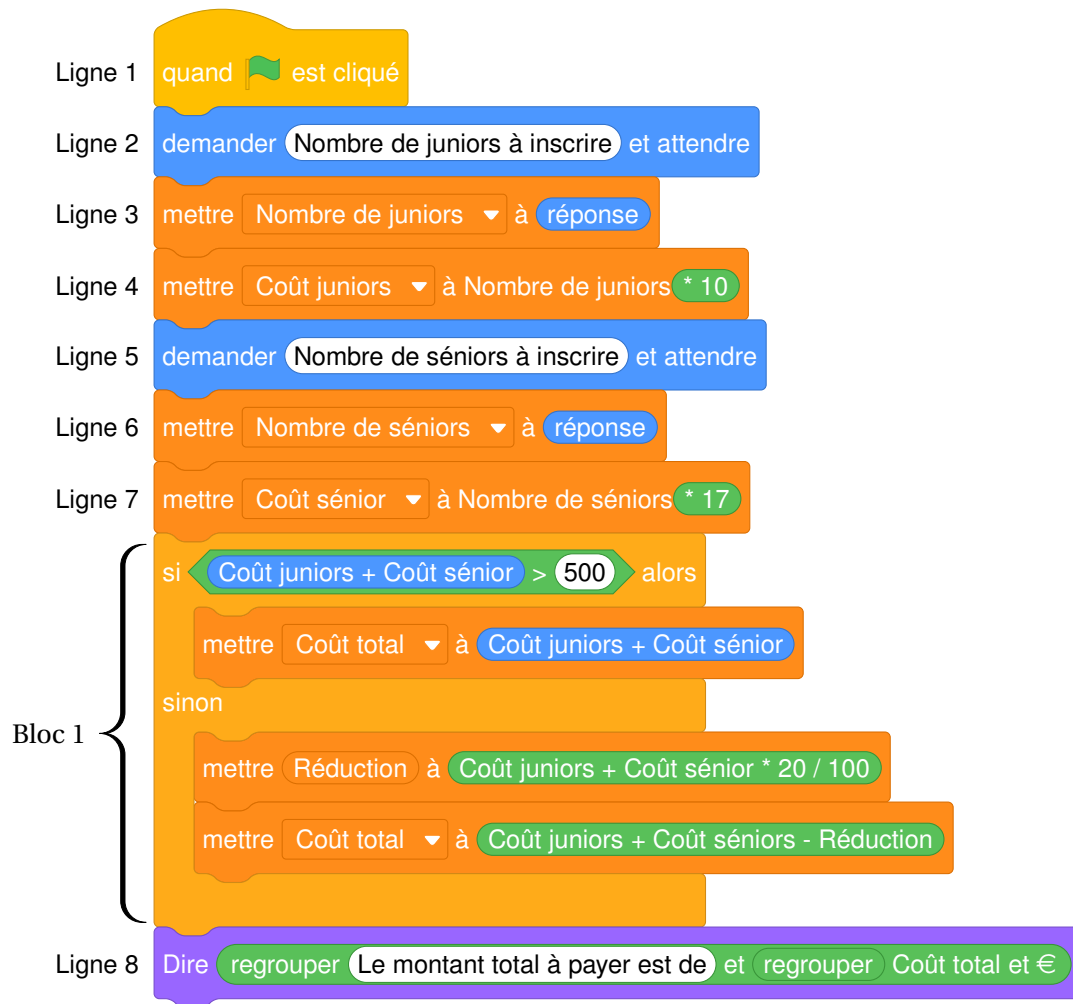 Ligne 1 quand est cliqué
Ligne 2 demander Nombre de juniors à inscrire et attendre
Ligne 3 mettre Nombre de juniors à réponse
Ligne 4 mettre Coût juniors à Nombre de juniors * 10
Ligne 5 demander Nombre de séniors à inscrire et attendre
Ligne 6 mettre Nombre de séniors à réponse
Ligne 7 mettre Coût sénior à Nombre de séniors * 17
si Coût juniors + Coût sénior > 500 alors
mettre Coût total à Coût juniors + Coût sénior
sinon
Bloc 1
mettre Réduction à Coût juniors + Coût sénior * 20 / 100
mettre Coût total à Coût juniors + Coût séniors - Réduction
Ligne 8 Dire regrouper Le montant total à payer est de et regrouper Coût total et €